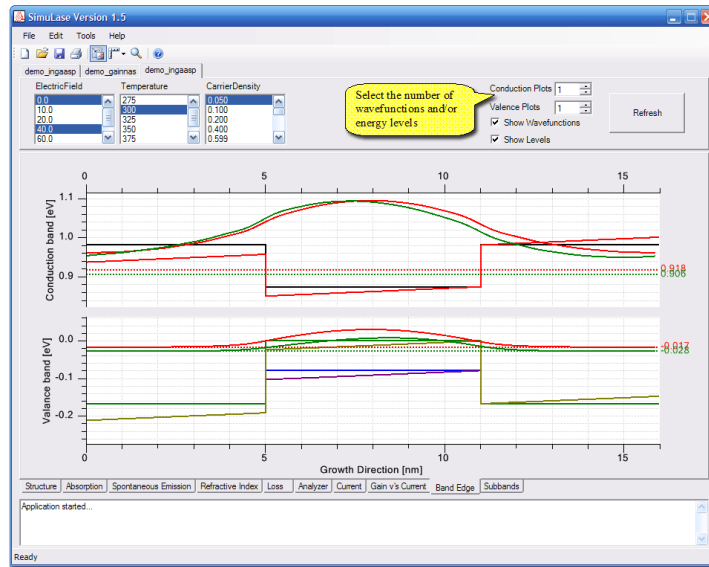 SimuLase Version 1.5
File Edit Tools Help
demo_ingaasp demo_gainnas demo_ingaasp
ElectricField Temperature CarrierDensity
0.0 275 0.050
10.0 300 0.100
20.0 325 0.200
40.0 350 0.400
60.0 375 0.599
Select the number of
wavefunctions and/or
energy levels
Conduction Plots 1
Valence Plots 1
Show Wavefunctions
Show Levels
Refresh
0 5 10 15
Conduction band [eV]
1.1
1.0
0.9
0.918
0.906
Valance band [eV]
0.0
-0.1
-0.2
-0.017
-0.028
0 5 10 15
Growth Direction [nm]
Structure Absorption Spontaneous Emission Refractive Index Loss Analyzer Current Gain v's Current Band Edge Subbands
Application started...
Ready